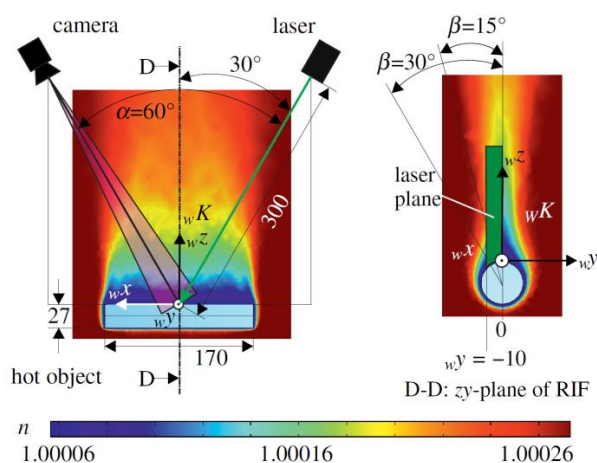 camera
laser
D
30°
α=60°
300
wK
wz
wx
wy
27
170
hot object
D
β=15°
β=30°
wz
laser
plane
wK
wx
wy
0
wy = −10
D-D: zy-plane of RIF
n
1.00006 1.00016 1.00026